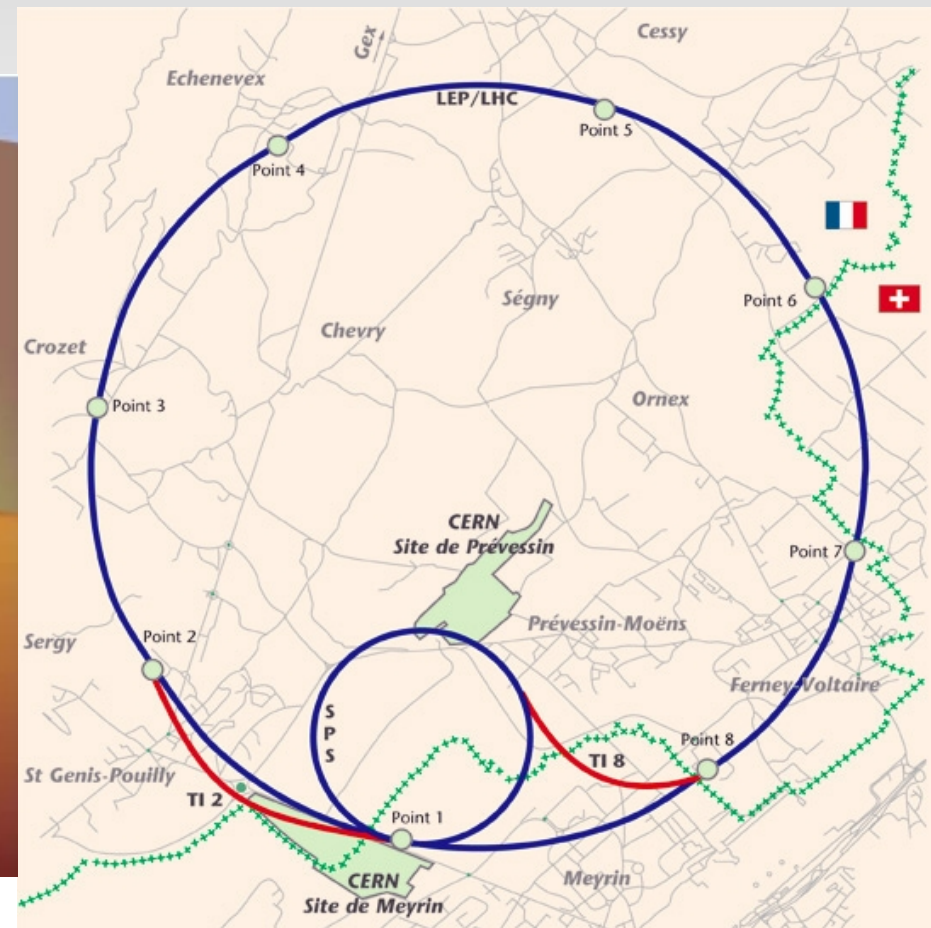 Cessy
Gex
Echenevex
LEP/LHC
Point 5
Point 4
Point 6
Ségny
Chevry
Crozet
Ornex
Point 3
CERN
Site de Prévessin
Point 7
Prévessin-Moëns
Point 2
Sergy
Ferney-Voltaire
SPS
Point 8
St Genis-Pouilly
TI 8
TI 2
Point 1
CERN
Site de Meyrin
Meyrin